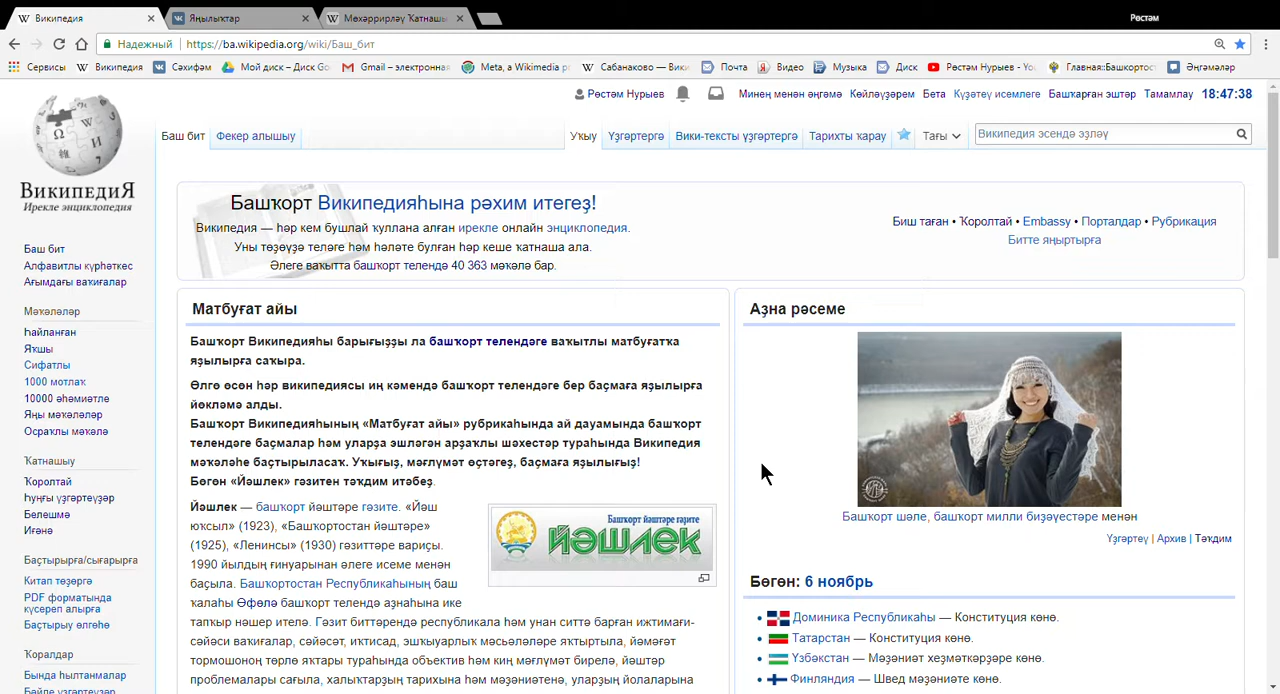 Википедия
Яңылыҡтар
Мөхәррирләү Ҡатнашы
Рөстәм
Надежный
https://ba.wikipedia.org/wiki/Баш_бит
Сервисы
Википедия
Сәхифәм
Мой диск – Диск Go
Gmail – электронная
Meta, a Wikimedia p
Сабанаково — Вики
Почта
Видео
Музыка
Диск
Рөстәм Нурыев - Yo
Главная::Башкортос
Әңгәмәләр
Рөстәм Нурыев
Минең менән әңгәмә Көйләүҙәрем Бета Күҙәтеү исемлеге Башҡарған эштәр Тамамлау 18:47:38
Баш бит Фекер алышыу
Уҡыу Үҙгәртергә Вики-тексты үҙгәртергә Тарихты ҡарау Тағы
Википедия эсендә эҙләү
ВикипедиЯ
Ирекле энциклопедия
Баш бит
Алфавитлы күрһәткес
Ағымдағы ваҡиғалар
Мәҡәләләр
Һайланған
Яҡшы
Сифатлы
1000 мотлаҡ
10000 әһәмиәтле
Яңы мәҡәләләр
Осраҡлы мәҡәлә
Ҡатнашыу
Ҡоролтай
Һуңғы үҙгәртеүҙәр
Белешмә
Иғәнә
Баҫтырырға/сығарырға
Китап төҙөргә
PDF форматында
күсереп алырға
Баҫтырыу өлгөһө
Ҡоралдар
Бында һылтанмалар
Бәйле үҙгәртеүҙәр
Башҡорт Википедияһына рәхим итегеҙ!
Википедия — һәр кем бушлай ҡуллана алған ирекле онлайн энциклопедия.
Уны төҙөүҙә теләге һәм һәләте булған һәр кеше ҡатнаша ала.
Әлеге ваҡытта башҡорт телендә 40 363 мәҡәлә бар.
Биш таған • Ҡоролтай • Embassy • Порталдар • Рубрикация
Битте яңыртырға
Матбуғат айы
Башҡорт Википедияһы барығыҙҙы ла башҡорт телендәге ваҡытлы матбуғатҡа
яҙылырға саҡыра.
Өлгө өсөн һәр википедиясы иң кәмендә башҡорт телендәге бер баҫмаға яҙылырға
йөкләмә алды.
Башҡорт Википедияһының «Матбуғат айы» рубрикаһында ай дауамында башҡорт
телендәге баҫмалар һәм уларҙа эшләгән арҙаҡлы шәхестәр тураһында Википедия
мәҡәләһе баҫтырыласаҡ. Уҡығыҙ, мәғлүмәт өҫтәгеҙ, баҫмаға яҙылығыҙ!
Бөгөн «Йәшлек» гәзитен тәҡдим итәбеҙ.
Йәшлек — башҡорт йәштәре гәзите. «Йәш
юҡсыл» (1923), «Башҡортостан йәштәре»
(1925), «Ленинсы» (1930) гәзиттәре вариҫы.
1990 йылдың ғинуарынан әлеге исеме менән
баҫыла. Башҡортостан Республикаһының баш
ҡалаһы Өфөлә башҡорт телендә аҙнаһына ике
тапҡыр нәшер ителә. Гәзит биттәрендә республика һәм унан ситтә барған ижтимағи-
сәйәси ваҡиғалар, сәйәсәт, иҡтисад, эшҡыуарлыҡ мәсьәләләре яҡтыртыла, йәмғиәт
тормошоноң төрлө яҡтары тураһында объектив һәм киң мәғлүмәт бирелә, йәштәр
проблемалары сағыла, халыҡтарҙың тарихына һәм мәҙәниәтенә, уларҙың йолаларына
Башҡорт йәштәре гәзите
ЙӘШЛЕК
Аҙна рәсеме
Башҡорт шәле, башҡорт милли биҙәүестәре менән
Үҙгәртеү | Архив | Тәҡдим
Бөгөн: 6 ноябрь
• Доминика Республикаһы — Конституция көнө.
• Татарстан — Конституция көнө.
• Үзбәкстан — Мәҙәниәт хеҙмәткәрҙәре көнө.
• Финляндия — Швед мәҙәниәте көнө.